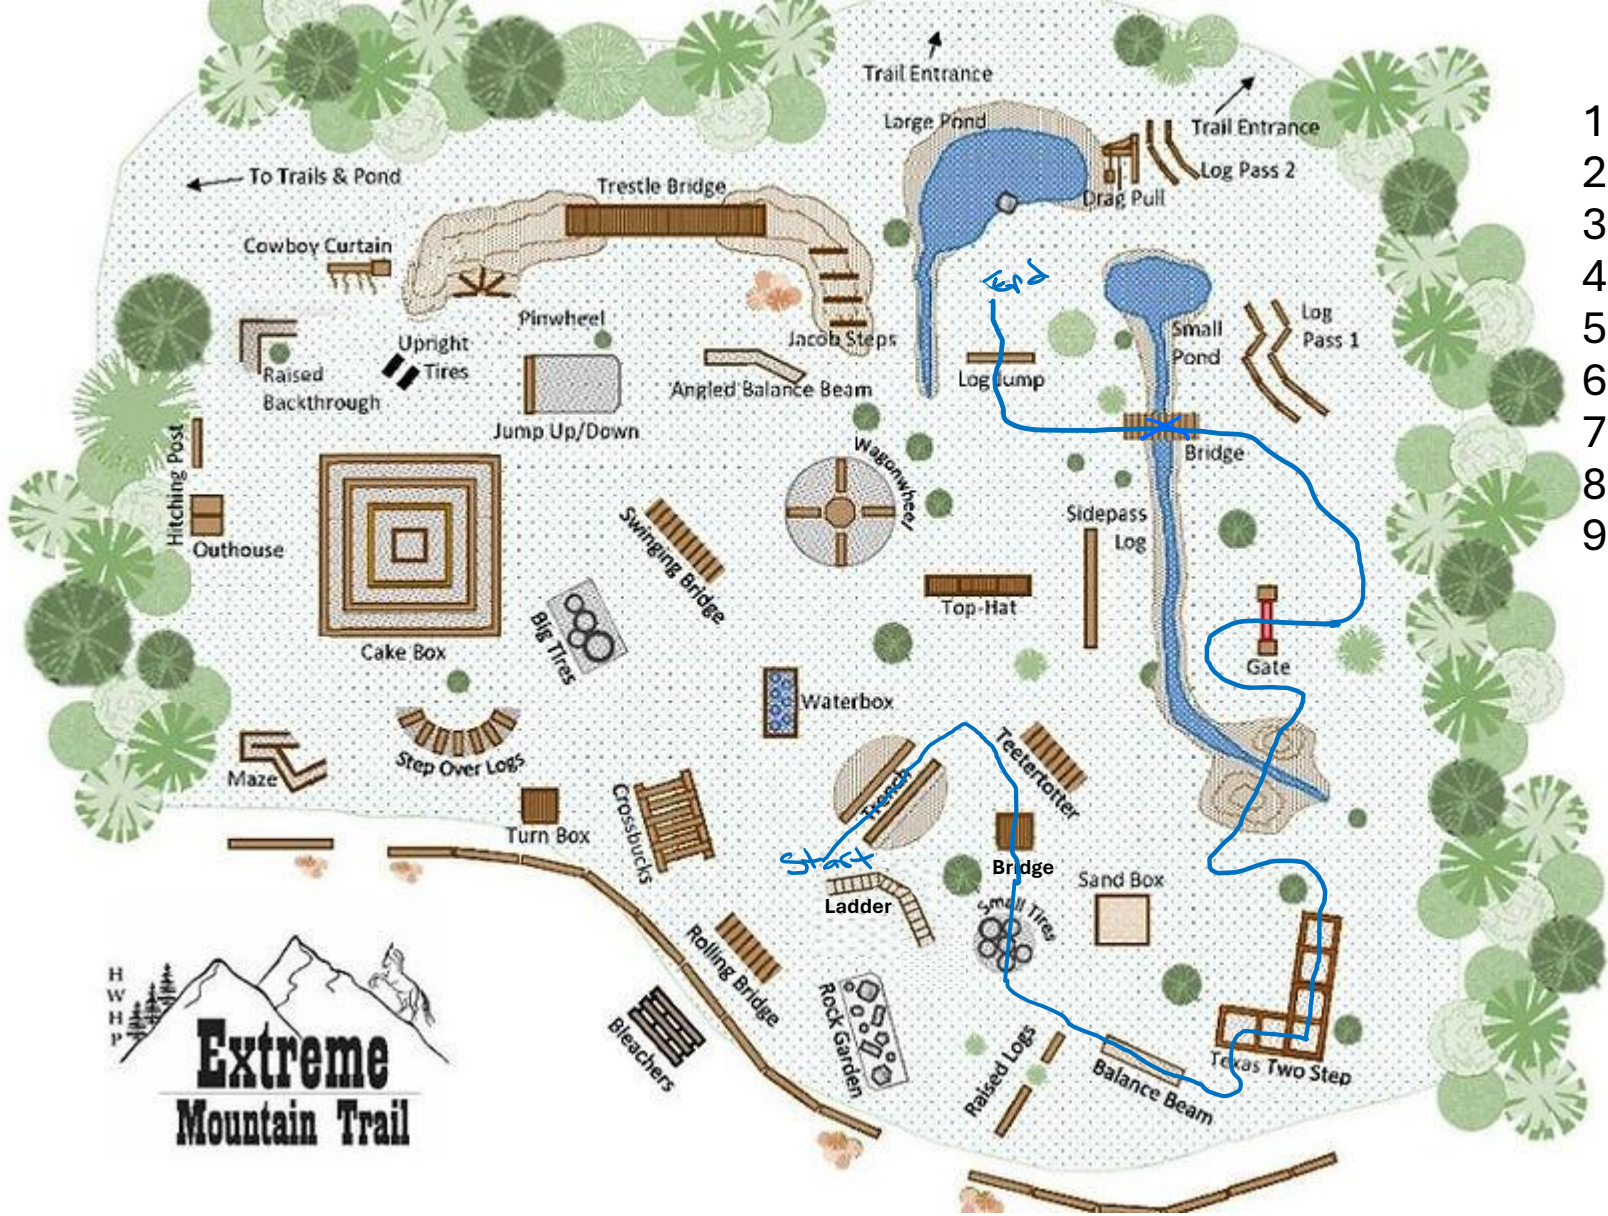 Trail Entrance
Large Pond
Trail Entrance
Log Pass 2
Drag Pull
To Trails & Pond
Trestle Bridge
Cowboy Curtain
End
Pinwheel
Jacob Steps
Small
Pond
Log
Pass 1
Upright
Tires
Raised
Backthrough
Angled Balance Beam
Log Jump
Jump Up/Down
Hitching Post
Wagonwheel
Bridge
Outhouse
Swinging Bridge
Sidepass
Log
Top-Hat
Cake Box
Big Tires
Gate
Waterbox
Maze
Step Over Logs
Teetertotter
Trench
Turn Box
Crossbucks
Start
Bridge
Ladder
Sand Box
Small Tires
Rolling Bridge
Rock Garden
Bleachers
Raised Logs
Balance Beam
Texas Two Step
H
W
H
P
Extreme
Mountain Trail
1
2
3
4
5
6
7
8
9